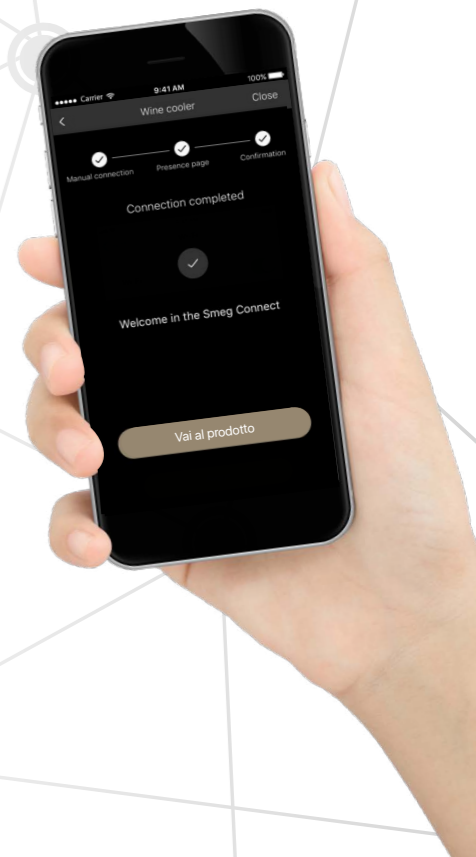 Carrier 9:41 AM 100%
Wine cooler Close
Manual connection Presence page Confirmation
Connection completed
Welcome in the Smeg Connect
Vai al prodotto